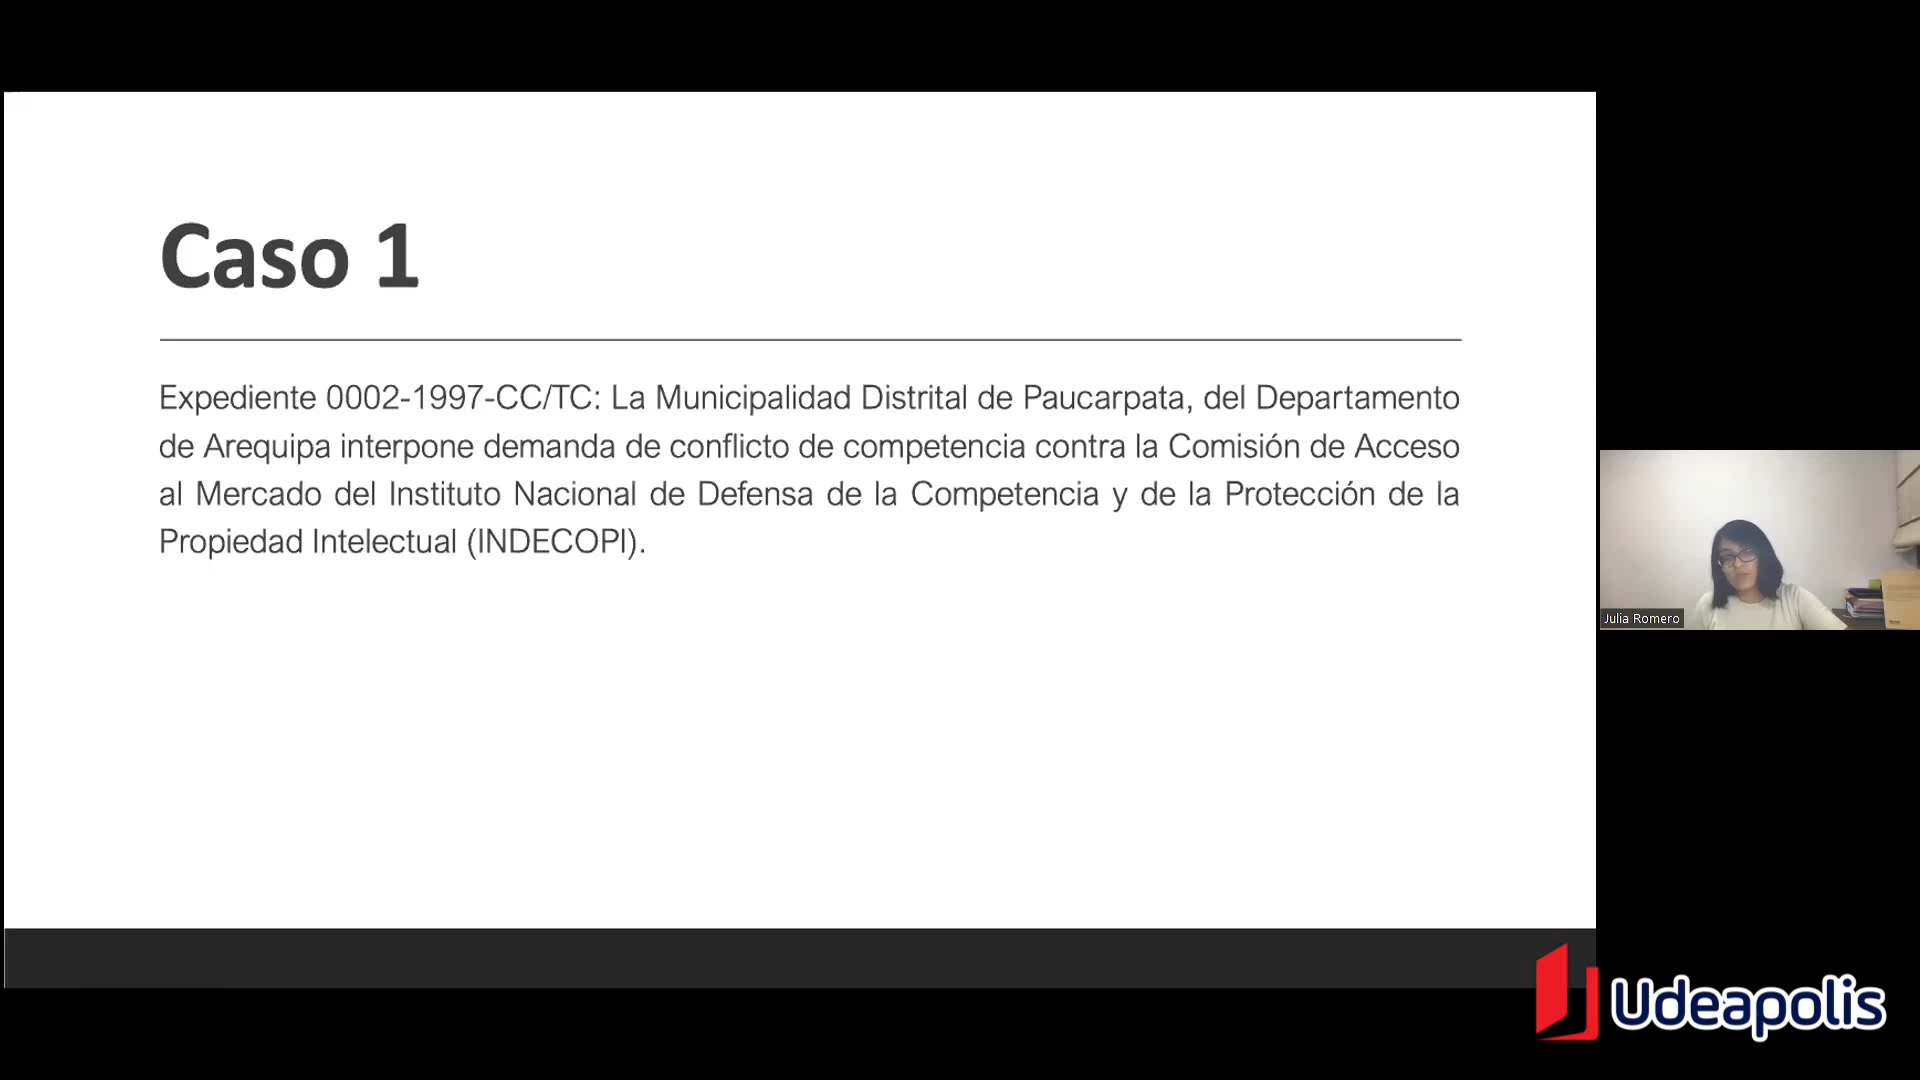 Caso 1
Expediente 0002-1997-CC/TC: La Municipalidad Distrital de Paucarpata, del Departamento
de Arequipa interpone demanda de conflicto de competencia contra la Comisión de Acceso
al Mercado del Instituto Nacional de Defensa de la Competencia y de la Protección de la
Propiedad Intelectual (INDECOPI).
Julia Romero
Udeapolis